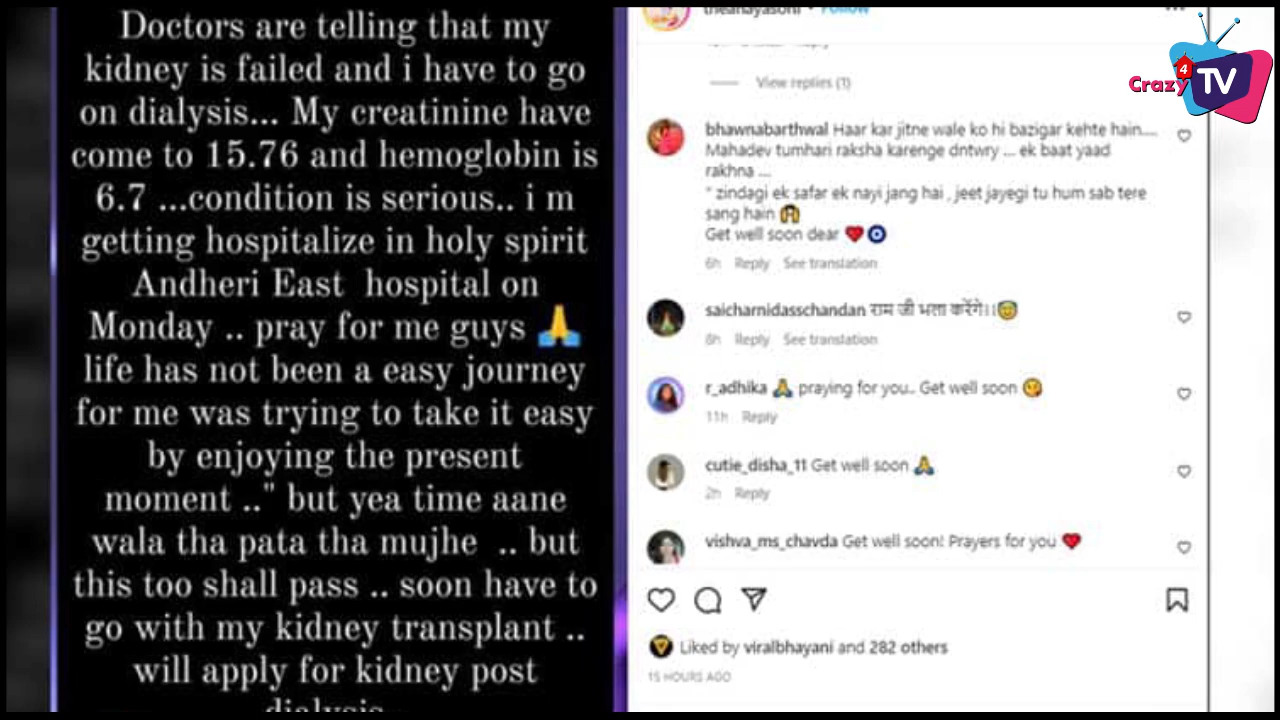 Doctors are telling that my
kidney is failed and i have to go
on dialysis... My creatinine have
come to 15.76 and hemoglobin is
6.7 ...condition is serious.. i m
getting hospitalize in holy spirit
Andheri East hospital on
Monday .. pray for me guys 🙏
life has not been a easy journey
for me was trying to take it easy
by enjoying the present
moment .." but yea time aane
wala tha pata tha mujhe .. but
this too shall pass .. soon have to
go with my kidney transplant ..
will apply for kidney post
dialysis
theanayasoni • Follow
View replies (1)
bhawnabarthwal Haar kar jitne wale ko hi bazigar kehte hain....
Mahadev tumhari raksha karenge dntwry ... ek baat yaad
rakhna ...
" zindagi ek safar ek nayi jang hai , jeet jayegi tu hum sab tere
sang hain
Get well soon dear ❤️🧿
6h Reply See translation
saicharnidasschandan राम जी भला करेंगे।।😇
8h Reply See translation
r_adhika 🙏 praying for you.. Get well soon 😋
11h Reply
cutie_disha_11 Get well soon 🙏
2h Reply
vishva_ms_chavda Get well soon! Prayers for you ❤️
Liked by viralbhayani and 282 others
15 HOURS AGO
Crazy 4 TV